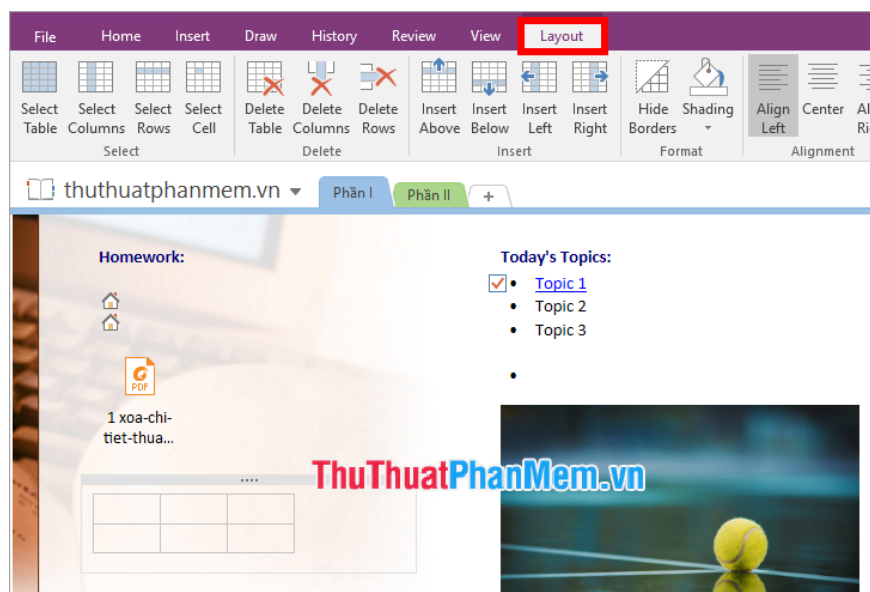 File Home Insert Draw History Review View Layout
Select Table
Select Columns
Select Rows
Select Cell
Delete Table
Delete Columns
Delete Rows
Insert Above
Insert Below
Insert Left
Insert Right
Hide Borders
Shading
Align Left
Center
Select Delete Insert Format Alignment
thuthuatphanmem.vn Phần I Phần II +
Homework:
Today's Topics:
• Topic 1
• Topic 2
• Topic 3
•
PDF
1 xoa-chi-
tiet-thua...
ThuThuatPhanMem.vn